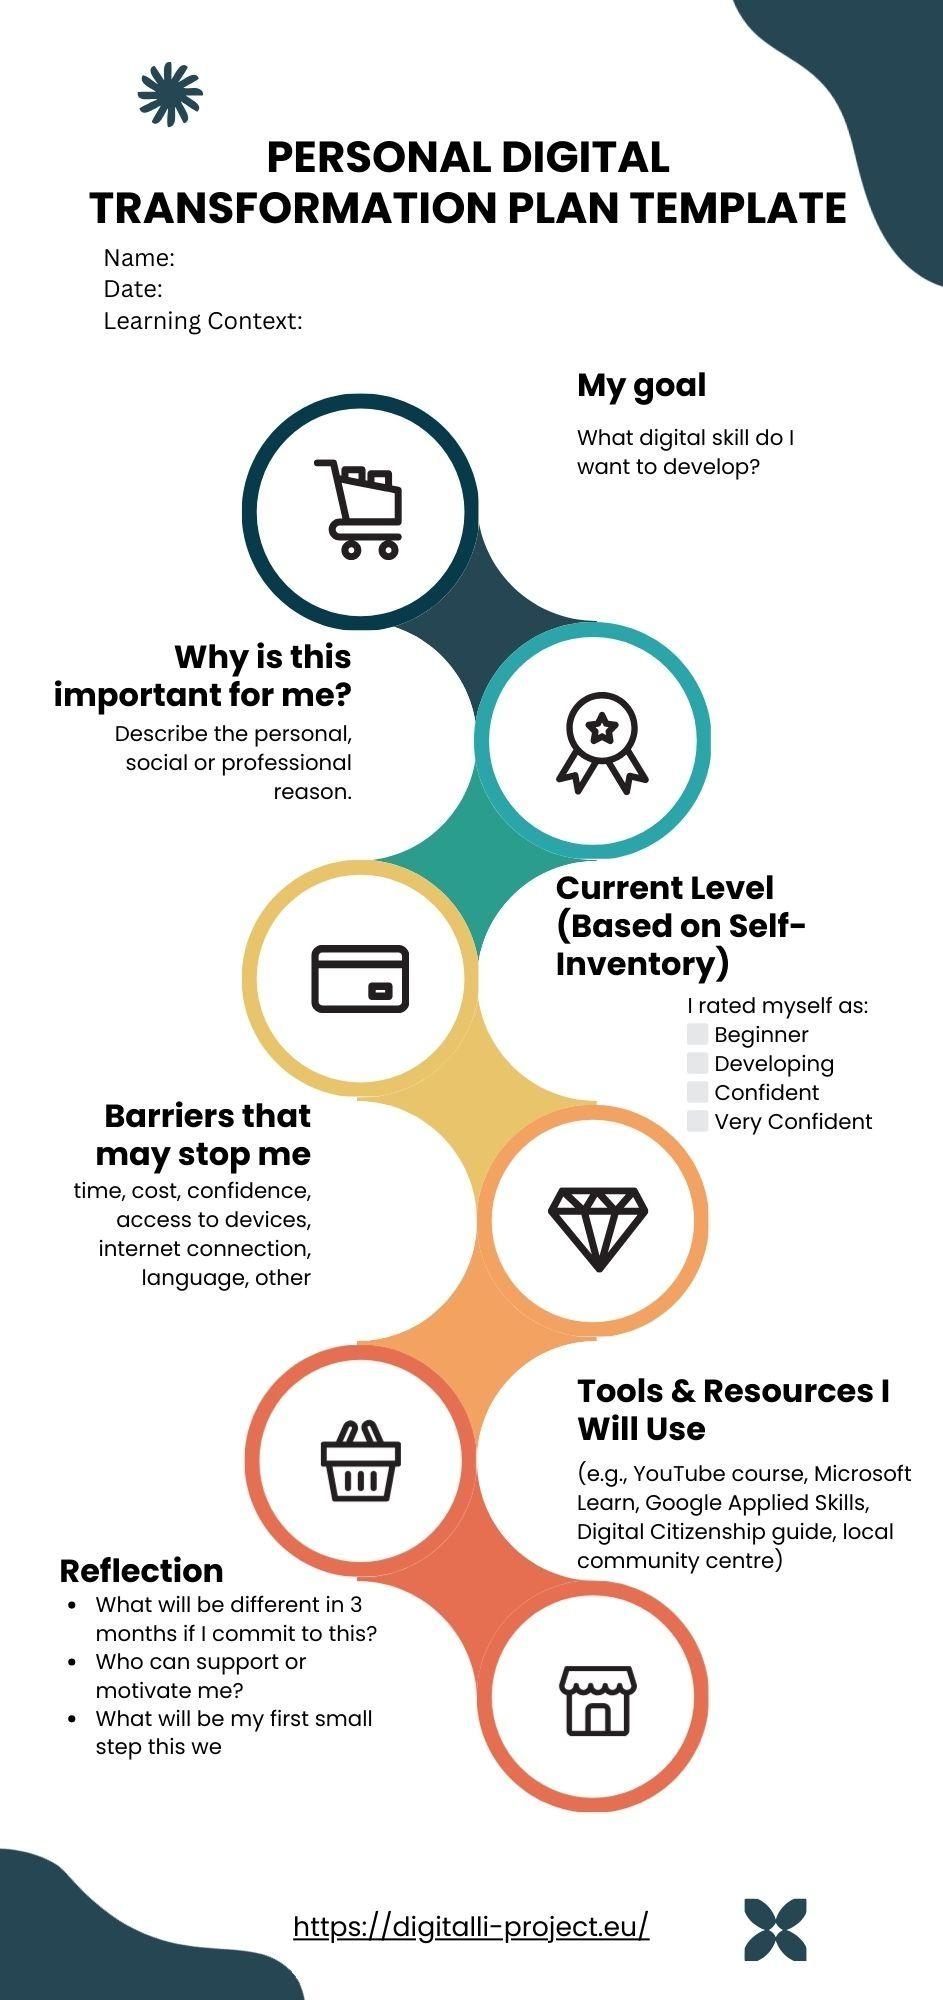 PERSONAL DIGITAL
TRANSFORMATION PLAN TEMPLATE
Name:
Date:
Learning Context:
My goal
What digital skill do I
want to develop?
Why is this
important for me?
Describe the personal,
social or professional
reason.
Current Level
(Based on Self-
Inventory)
I rated myself as:
Beginner
Developing
Confident
Very Confident
Barriers that
may stop me
time, cost, confidence,
access to devices,
internet connection,
language, other
Tools & Resources I
Will Use
(e.g., YouTube course, Microsoft
Learn, Google Applied Skills,
Digital Citizenship guide, local
community centre)
Reflection
• What will be different in 3
months if I commit to this?
• Who can support or
motivate me?
• What will be my first small
step this we
https://digitalli-project.eu/